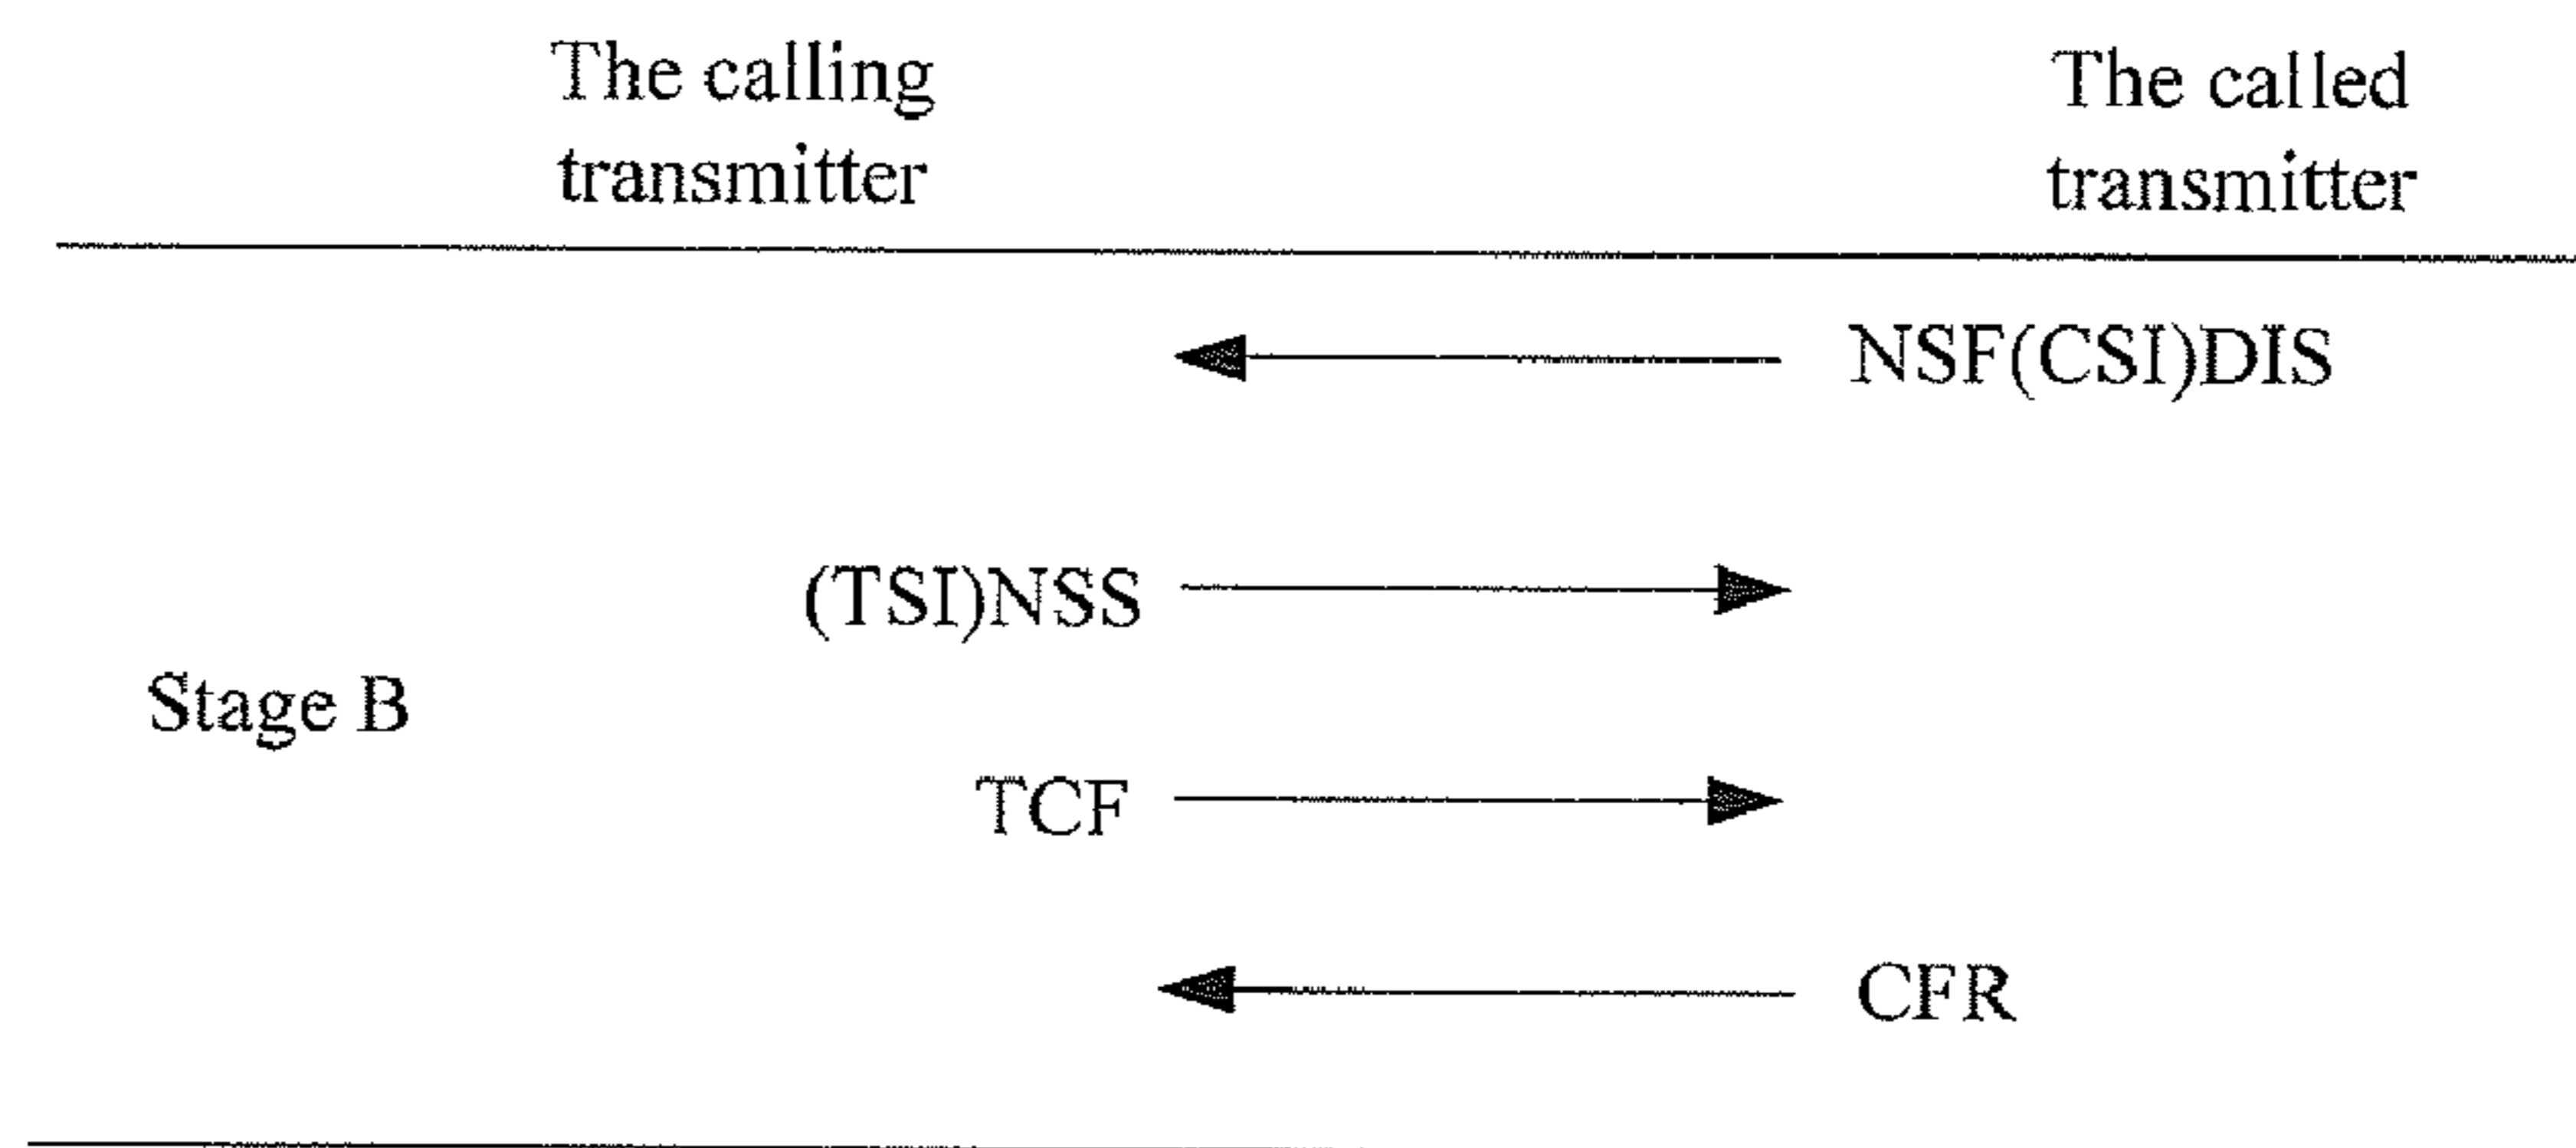 The calling
transmitter
The called
transmitter
NSF(CSI)DIS
(TSI)NSS
Stage B
TCF
CFR